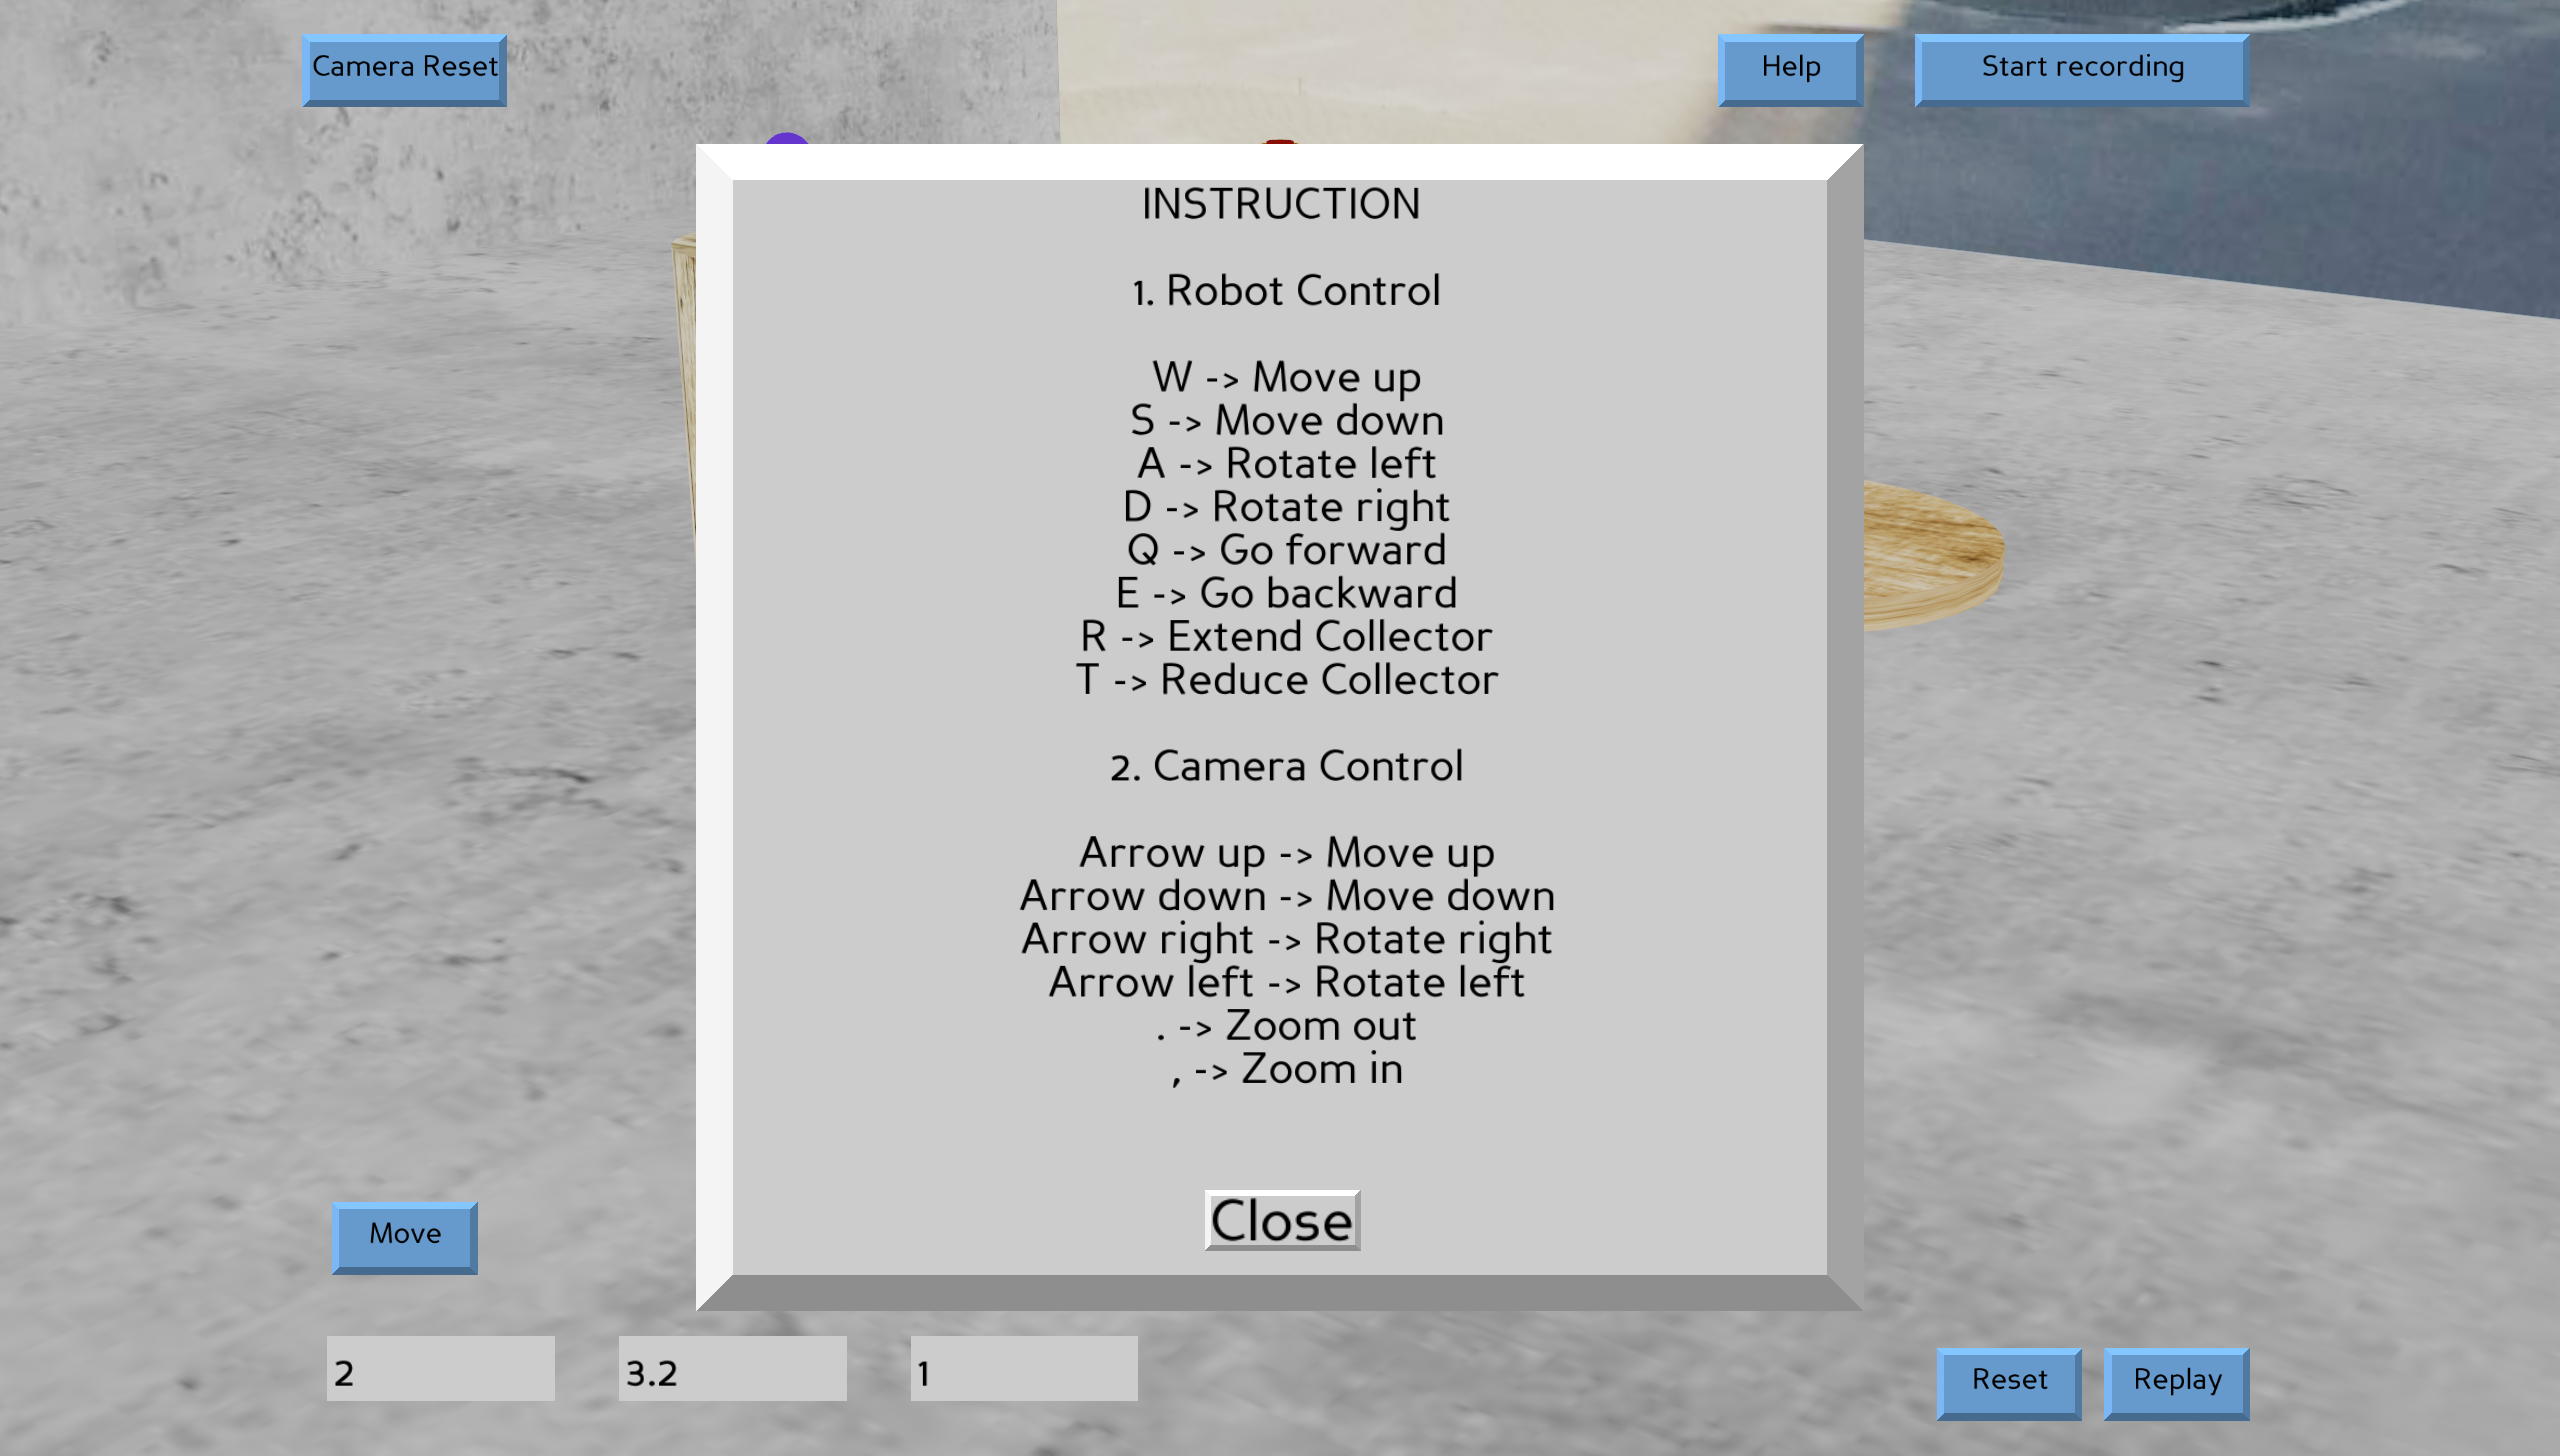 Camera Reset
Help
Start recording
INSTRUCTION
1. Robot Control
W -> Move up
S -> Move down
A -> Rotate left
D -> Rotate right
Q -> Go forward
E -> Go backward
R -> Extend Collector
T -> Reduce Collector
2. Camera Control
Arrow up -> Move up
Arrow down -> Move down
Arrow right -> Rotate right
Arrow left -> Rotate left
. -> Zoom out
, -> Zoom in
Close
Move
2
3.2
1
Reset
Replay